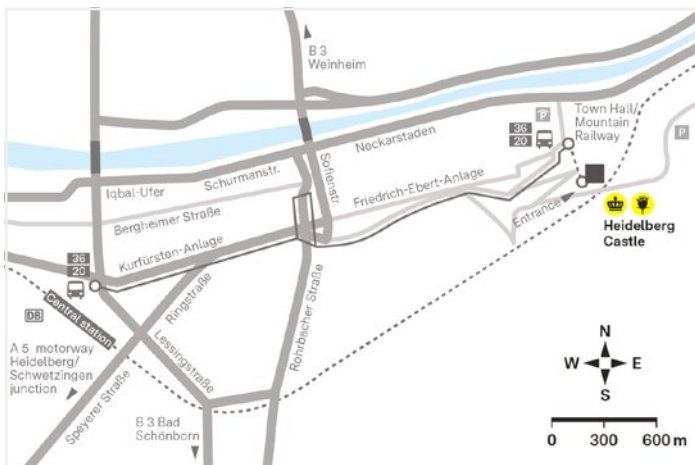 B 3
Weinheim
Town Hall/
Mountain
Railway
P
36
20
P
Neckarstaden
Sofienstr.
Schurmanstr.
Iqbal-Ufer
Friedrich-Ebert-Anlage
Bergheimer Straße
Entrance
Heidelberg
Castle
Kurfürsten-Anlage
36
20
Ringstraße
Rohrbacher Straße
Central station
DB
Lessingstraße
A 5 motorway
Heidelberg/
Schwetzingen
junction
Speyerer Straße
B 3 Bad
Schönborn
N
W E
S
0 300 600 m